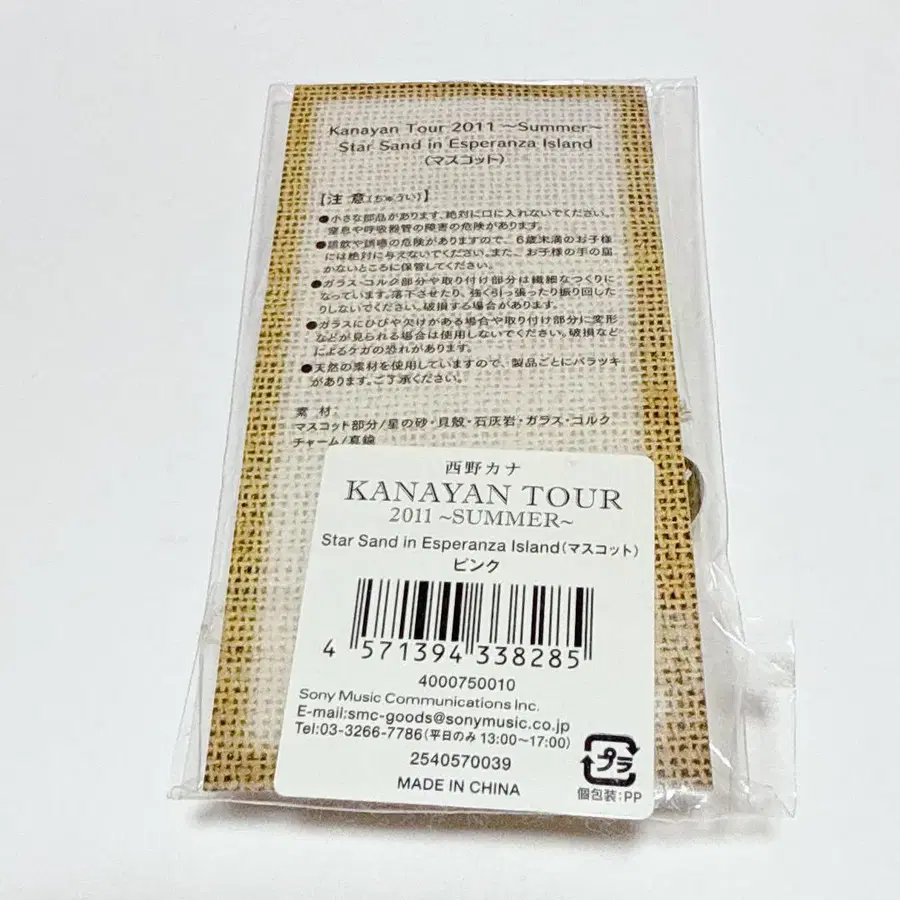 Kanayan Tour 2011 ~Summer~
Star Sand in Esperanza Island
(マスコット)
【注 意(ちゅうい)】
●小さな部品があります、絶対に口に入れないでください。
窒息や呼吸器管の障害の危険があります。
●誤飲や誤嚥の危険がありますので、6歳未満のお子様
には絶対に与えないでください。また、お子様の手の届
かないところに保管してください。
●ガラス・コルク部分や取り付け部分は繊細なつくりに
なっています。落下させたり、強く引っ張ったり振り回した
りしないでください。破損する場合があります。
●ガラスにひびや欠けがある場合や取り付け部分に変形
などが見られる場合は使用しないでください。破損など
によるケガの恐れがあります。
●天然の素材を使用していますので、製品ごとにバラツキ
があります。ご了承ください。
素 材:
マスコット部分/星の砂・貝殻・石灰岩・ガラス・コルク
チャーム/真鍮
西野カナ
KANAYAN TOUR
2011 ~SUMMER~
Star Sand in Esperanza Island(マスコット)
ピンク
4 571394 338285
4000750010
Sony Music Communications Inc.
E-mail:smc-goods@sonymusic.co.jp
Tel:03-3266-7786(平日のみ 13:00~17:00)
2540570039
MADE IN CHINA
プラ
個包装:PP